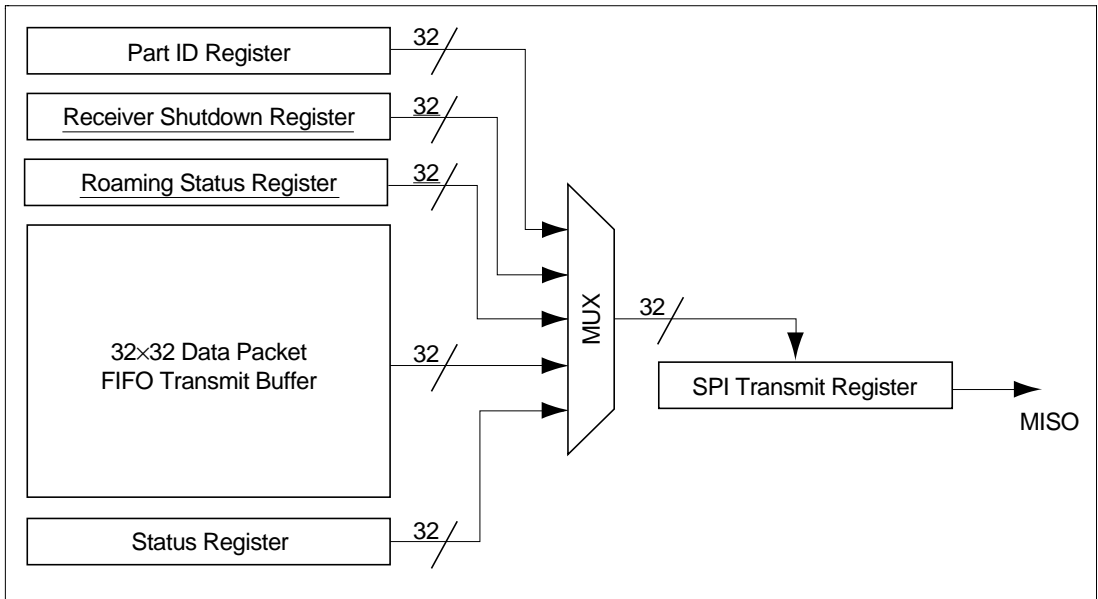 Part ID Register
32
Receiver Shutdown Register
32
Roaming Status Register
32
32×32 Data Packet
FIFO Transmit Buffer
32
Status Register
32
MUX
32
SPI Transmit Register
MISO